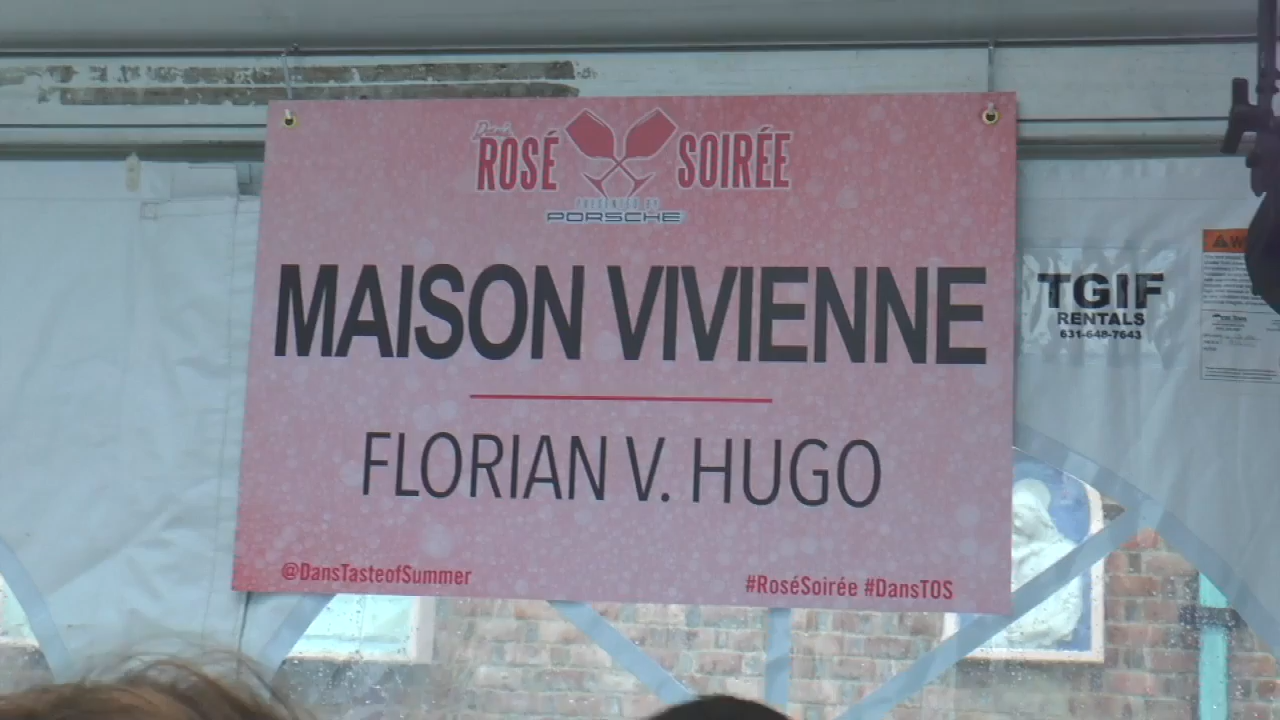 Dan's
ROSÉ SOIRÉE
PRESENTED BY
PORSCHE
MAISON VIVIENNE
FLORIAN V. HUGO
@DansTasteofSummer
#RoséSoirée #DansTOS
TGIF
RENTALS
631-648-7643